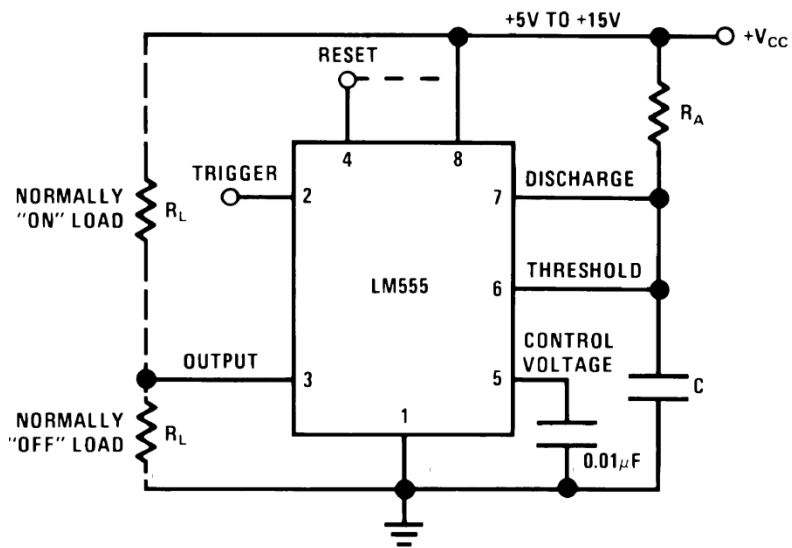 +5V TO +15V
+VCC
RESET
RA
4
8
TRIGGER
2
7
DISCHARGE
NORMALLY
"ON" LOAD
RL
LM555
6
THRESHOLD
OUTPUT
3
5
CONTROL
VOLTAGE
C
NORMALLY
"OFF" LOAD
RL
1
0.01µF